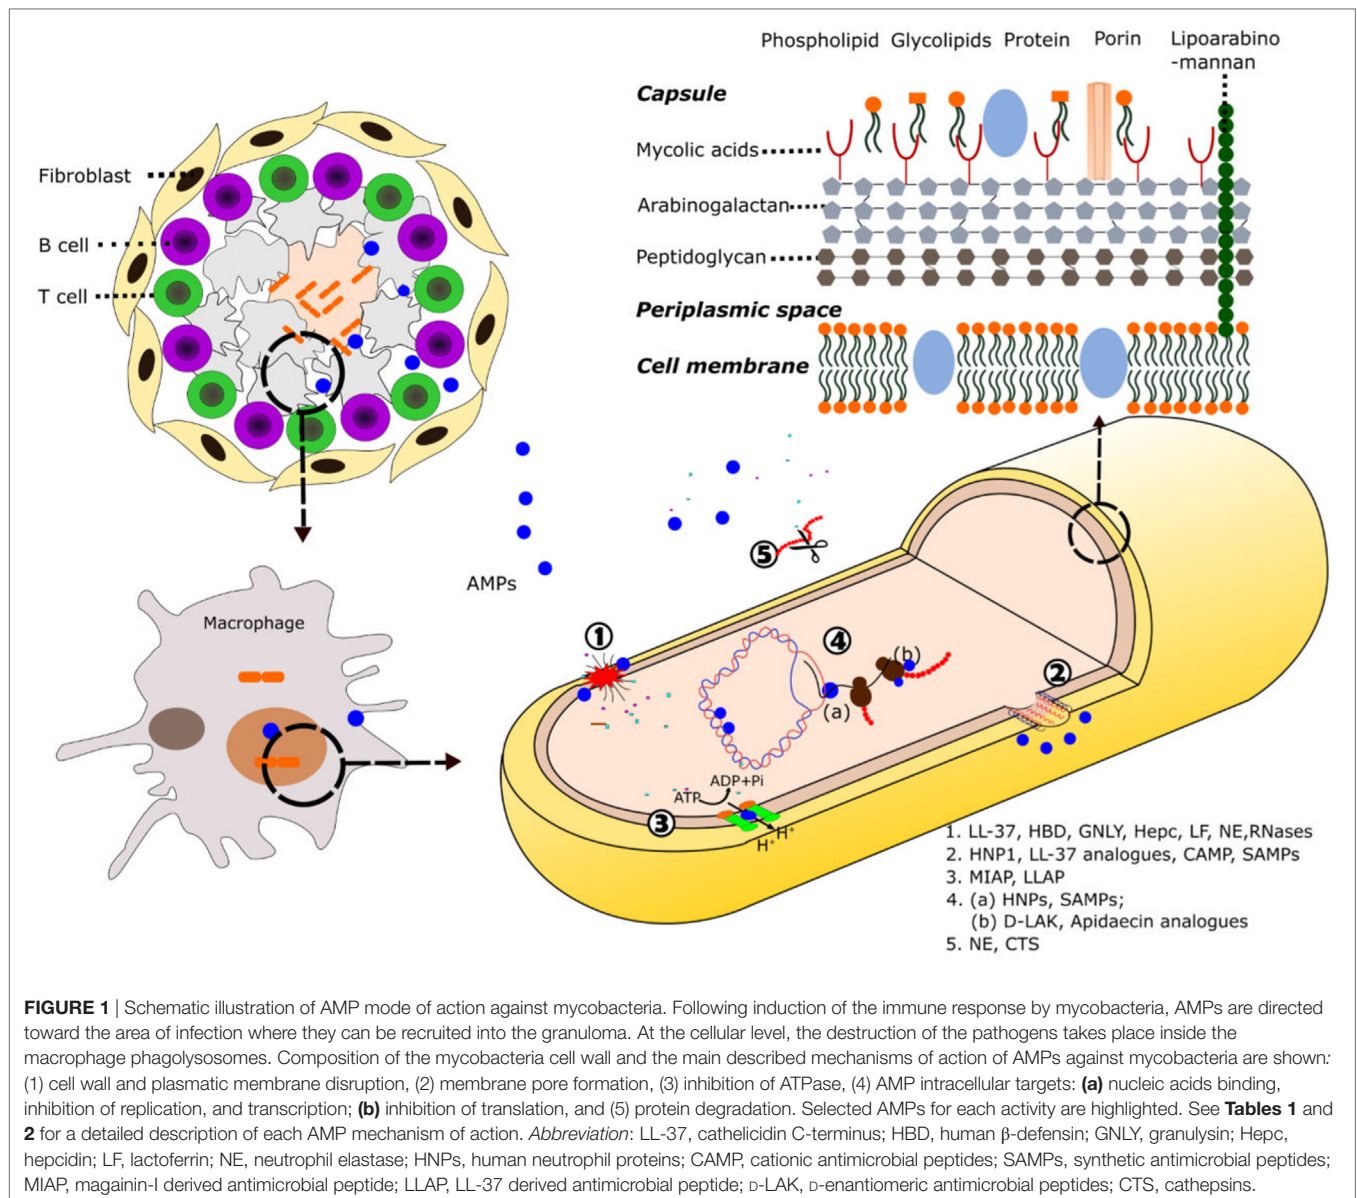 Phospholipid Glycolipids Protein Porin Lipoarabino
-mannan
Capsule
Mycolic acids
Arabinogalactan
Peptidoglycan
Periplasmic space
Cell membrane
Fibroblast
B cell
T cell
AMPs
Macrophage
1
2
3
4
5
(a)
(b)
ATP
ADP+Pi
H⁺
H⁺
1. LL-37, HBD, GNLY, Hepc, LF, NE,RNases
2. HNP1, LL-37 analogues, CAMP, SAMPs
3. MIAP, LLAP
4. (a) HNPs, SAMPs;
(b) D-LAK, Apidaecin analogues
5. NE, CTS
FIGURE 1 | Schematic illustration of AMP mode of action against mycobacteria. Following induction of the immune response by mycobacteria, AMPs are directed
toward the area of infection where they can be recruited into the granuloma. At the cellular level, the destruction of the pathogens takes place inside the
macrophage phagolysosomes. Composition of the mycobacteria cell wall and the main described mechanisms of action of AMPs against mycobacteria are shown:
(1) cell wall and plasmatic membrane disruption, (2) membrane pore formation, (3) inhibition of ATPase, (4) AMP intracellular targets: (a) nucleic acids binding,
inhibition of replication, and transcription; (b) inhibition of translation, and (5) protein degradation. Selected AMPs for each activity are highlighted. See Tables 1 and
2 for a detailed description of each AMP mechanism of action. Abbreviation: LL-37, cathelicidin C-terminus; HBD, human β-defensin; GNLY, granulysin; Hepc,
hepcidin; LF, lactoferrin; NE, neutrophil elastase; HNPs, human neutrophil proteins; CAMP, cationic antimicrobial peptides; SAMPs, synthetic antimicrobial peptides;
MIAP, magainin-I derived antimicrobial peptide; LLAP, LL-37 derived antimicrobial peptide; D-LAK, D-enantiomeric antimicrobial peptides; CTS, cathepsins.